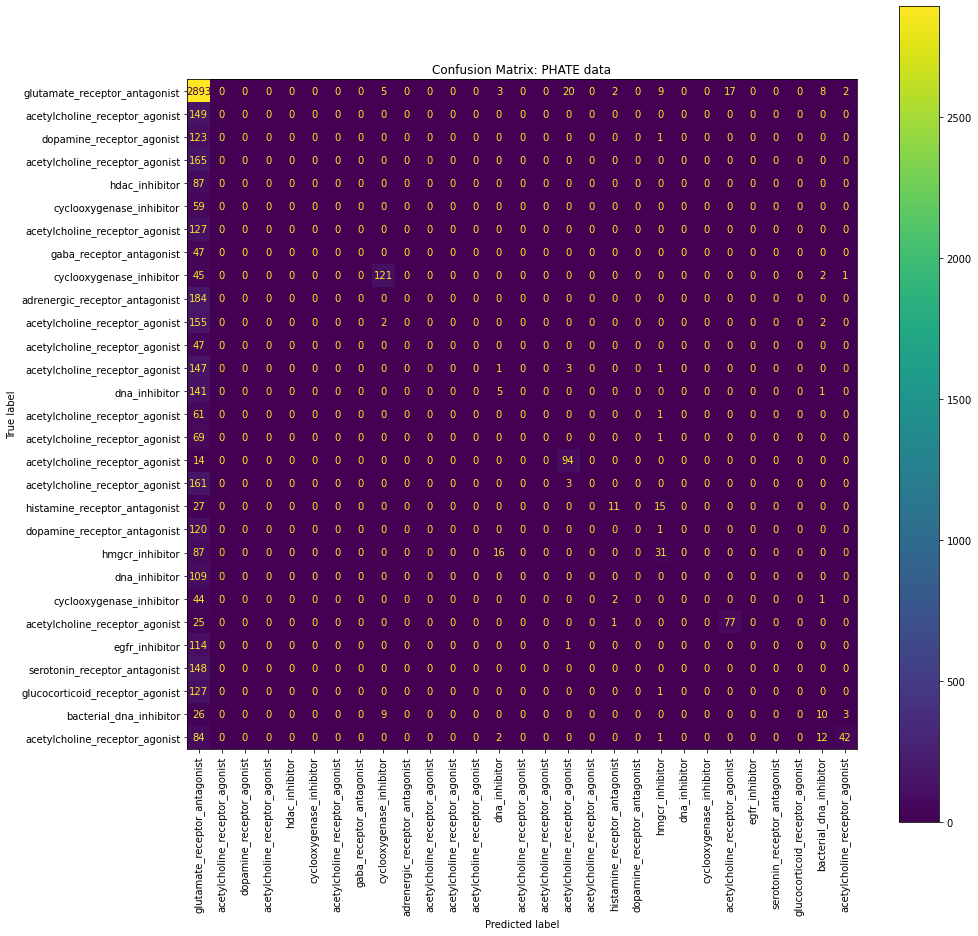 Confusion Matrix: PHATE data
glutamate_receptor_antagonist 2893 0 0 0 0 0 0 0 5 0 0 0 0 3 0 0 20 0 2 0 9 0 0 17 0 0 0 8 2
acetylcholine_receptor_agonist 149 0 0 0 0 0 0 0 0 0 0 0 0 0 0 0 0 0 0 0 0 0 0 0 0 0 0 0 0
dopamine_receptor_agonist 123 0 0 0 0 0 0 0 0 0 0 0 0 0 0 0 0 0 0 0 1 0 0 0 0 0 0 0 0
acetylcholine_receptor_agonist 165 0 0 0 0 0 0 0 0 0 0 0 0 0 0 0 0 0 0 0 0 0 0 0 0 0 0 0 0
hdac_inhibitor 87 0 0 0 0 0 0 0 0 0 0 0 0 0 0 0 0 0 0 0 0 0 0 0 0 0 0 0 0
cyclooxygenase_inhibitor 59 0 0 0 0 0 0 0 0 0 0 0 0 0 0 0 0 0 0 0 0 0 0 0 0 0 0 0 0
acetylcholine_receptor_agonist 127 0 0 0 0 0 0 0 0 0 0 0 0 0 0 0 0 0 0 0 0 0 0 0 0 0 0 0 0
gaba_receptor_antagonist 47 0 0 0 0 0 0 0 0 0 0 0 0 0 0 0 0 0 0 0 0 0 0 0 0 0 0 0 0
cyclooxygenase_inhibitor 45 0 0 0 0 0 0 0 121 0 0 0 0 0 0 0 0 0 0 0 0 0 0 0 0 0 0 2 1
adrenergic_receptor_antagonist 184 0 0 0 0 0 0 0 0 0 0 0 0 0 0 0 0 0 0 0 0 0 0 0 0 0 0 0 0
acetylcholine_receptor_agonist 155 0 0 0 0 0 0 0 2 0 0 0 0 0 0 0 0 0 0 0 0 0 0 0 0 0 0 2 0
acetylcholine_receptor_agonist 47 0 0 0 0 0 0 0 0 0 0 0 0 0 0 0 0 0 0 0 0 0 0 0 0 0 0 0 0
acetylcholine_receptor_agonist 147 0 0 0 0 0 0 0 0 0 0 0 0 1 0 0 3 0 0 0 1 0 0 0 0 0 0 0 0
dna_inhibitor 141 0 0 0 0 0 0 0 0 0 0 0 0 5 0 0 0 0 0 0 0 0 0 0 0 0 0 1 0
acetylcholine_receptor_agonist 61 0 0 0 0 0 0 0 0 0 0 0 0 0 0 0 0 0 0 0 1 0 0 0 0 0 0 0 0
acetylcholine_receptor_agonist 69 0 0 0 0 0 0 0 0 0 0 0 0 0 0 0 0 0 0 0 1 0 0 0 0 0 0 0 0
acetylcholine_receptor_agonist 14 0 0 0 0 0 0 0 0 0 0 0 0 0 0 0 94 0 0 0 0 0 0 0 0 0 0 0 0
acetylcholine_receptor_agonist 161 0 0 0 0 0 0 0 0 0 0 0 0 0 0 0 3 0 0 0 0 0 0 0 0 0 0 0 0
histamine_receptor_antagonist 27 0 0 0 0 0 0 0 0 0 0 0 0 0 0 0 0 0 11 0 15 0 0 0 0 0 0 0 0
dopamine_receptor_antagonist 120 0 0 0 0 0 0 0 0 0 0 0 0 0 0 0 0 0 0 0 1 0 0 0 0 0 0 0 0
hmgcr_inhibitor 87 0 0 0 0 0 0 0 0 0 0 0 0 16 0 0 0 0 0 0 31 0 0 0 0 0 0 0 0
dna_inhibitor 109 0 0 0 0 0 0 0 0 0 0 0 0 0 0 0 0 0 0 0 0 0 0 0 0 0 0 0 0
cyclooxygenase_inhibitor 44 0 0 0 0 0 0 0 0 0 0 0 0 0 0 0 0 0 2 0 0 0 0 0 0 0 0 1 0
acetylcholine_receptor_agonist 25 0 0 0 0 0 0 0 0 0 0 0 0 0 0 0 0 0 1 0 0 0 0 77 0 0 0 0 0
egfr_inhibitor 114 0 0 0 0 0 0 0 0 0 0 0 0 0 0 0 1 0 0 0 0 0 0 0 0 0 0 0 0
serotonin_receptor_antagonist 148 0 0 0 0 0 0 0 0 0 0 0 0 0 0 0 0 0 0 0 0 0 0 0 0 0 0 0 0
glucocorticoid_receptor_agonist 127 0 0 0 0 0 0 0 0 0 0 0 0 0 0 0 0 0 0 0 1 0 0 0 0 0 0 0 0
bacterial_dna_inhibitor 26 0 0 0 0 0 0 0 9 0 0 0 0 0 0 0 0 0 0 0 0 0 0 0 0 0 0 10 3
acetylcholine_receptor_agonist 84 0 0 0 0 0 0 0 0 0 0 0 0 2 0 0 0 0 0 0 1 0 0 0 0 0 0 12 42
True label
glutamate_receptor_antagonist
acetylcholine_receptor_agonist
dopamine_receptor_agonist
acetylcholine_receptor_agonist
hdac_inhibitor
cyclooxygenase_inhibitor
acetylcholine_receptor_agonist
gaba_receptor_antagonist
cyclooxygenase_inhibitor
adrenergic_receptor_antagonist
acetylcholine_receptor_agonist
acetylcholine_receptor_agonist
acetylcholine_receptor_agonist
dna_inhibitor
acetylcholine_receptor_agonist
acetylcholine_receptor_agonist
acetylcholine_receptor_agonist
acetylcholine_receptor_agonist
histamine_receptor_antagonist
dopamine_receptor_antagonist
hmgcr_inhibitor
dna_inhibitor
cyclooxygenase_inhibitor
acetylcholine_receptor_agonist
egfr_inhibitor
serotonin_receptor_antagonist
glucocorticoid_receptor_agonist
bacterial_dna_inhibitor
acetylcholine_receptor_agonist
Predicted label
2500
2000
1500
1000
500
0